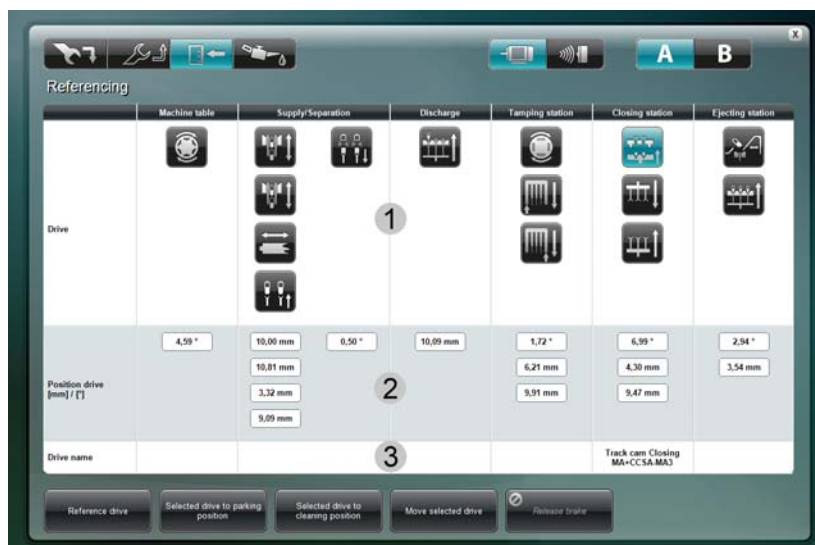 X
A B
Referencing
Machine table Supply/Separation Discharge Tamping station Closing station Ejecting station
Drive
1
4,59 ° 10,00 mm 0,50 ° 10,09 mm 1,72 ° 6,99 ° 2,94 °
10,81 mm 6,21 mm 4,30 mm 3,54 mm
Position drive
[mm] / [°]
3,32 mm 2 9,91 mm 9,47 mm
9,09 mm
Drive name 3 Track cam Closing
MA+CCSA-MA3
Reference drive
Selected drive to parking
position
Selected drive to
cleaning position
Move selected drive
Release brake